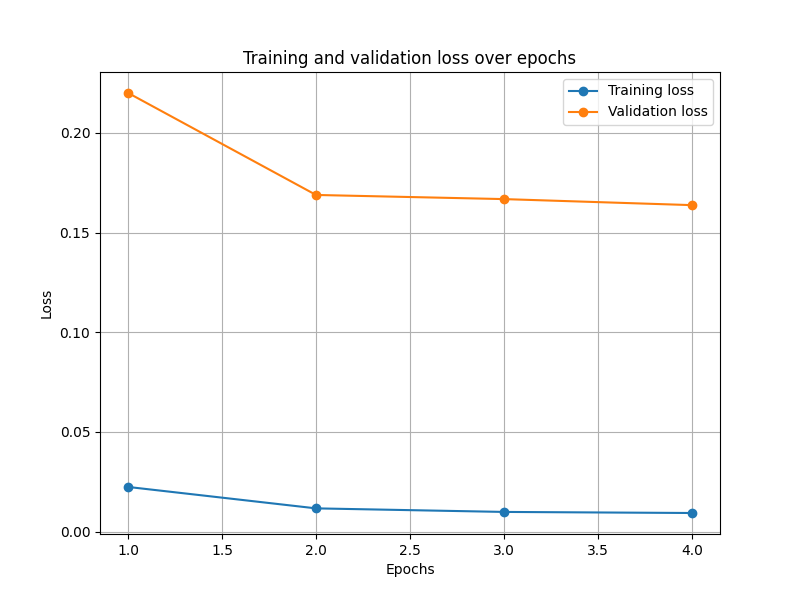 Training and validation loss over epochs
Training loss
Validation loss
0.20
0.15
0.10
0.05
0.00
Loss
1.0 1.5 2.0 2.5 3.0 3.5 4.0
Epochs